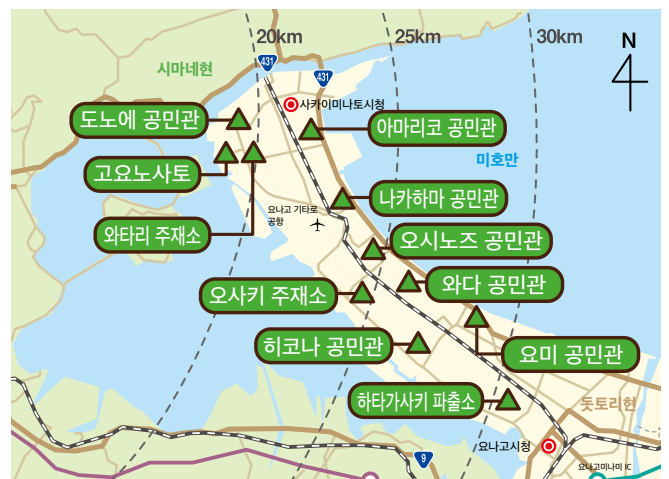 20km
25km
30km
N
431
431
시마네현
사카이미나토시청
도노에 공민관
아마리코 공민관
고요노사토
미호만
나카하마 공민관
와타리 주재소
요나고 기타로
공항
오시노즈 공민관
와다 공민관
오사키 주재소
히코나 공민관
요미 공민관
하타가사키 파출소
돗토리현
요나고시청
9
요나고미나미 IC